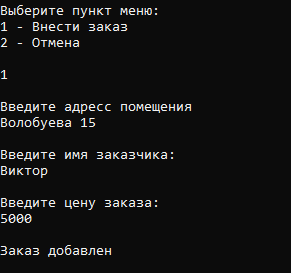 Выберите пункт меню:
1 - Внести заказ
2 - Отмена
1
Введите адресс помещения
Волобуева 15
Введите имя заказчика:
Виктор
Введите цену заказа:
5000
Заказ добавлен